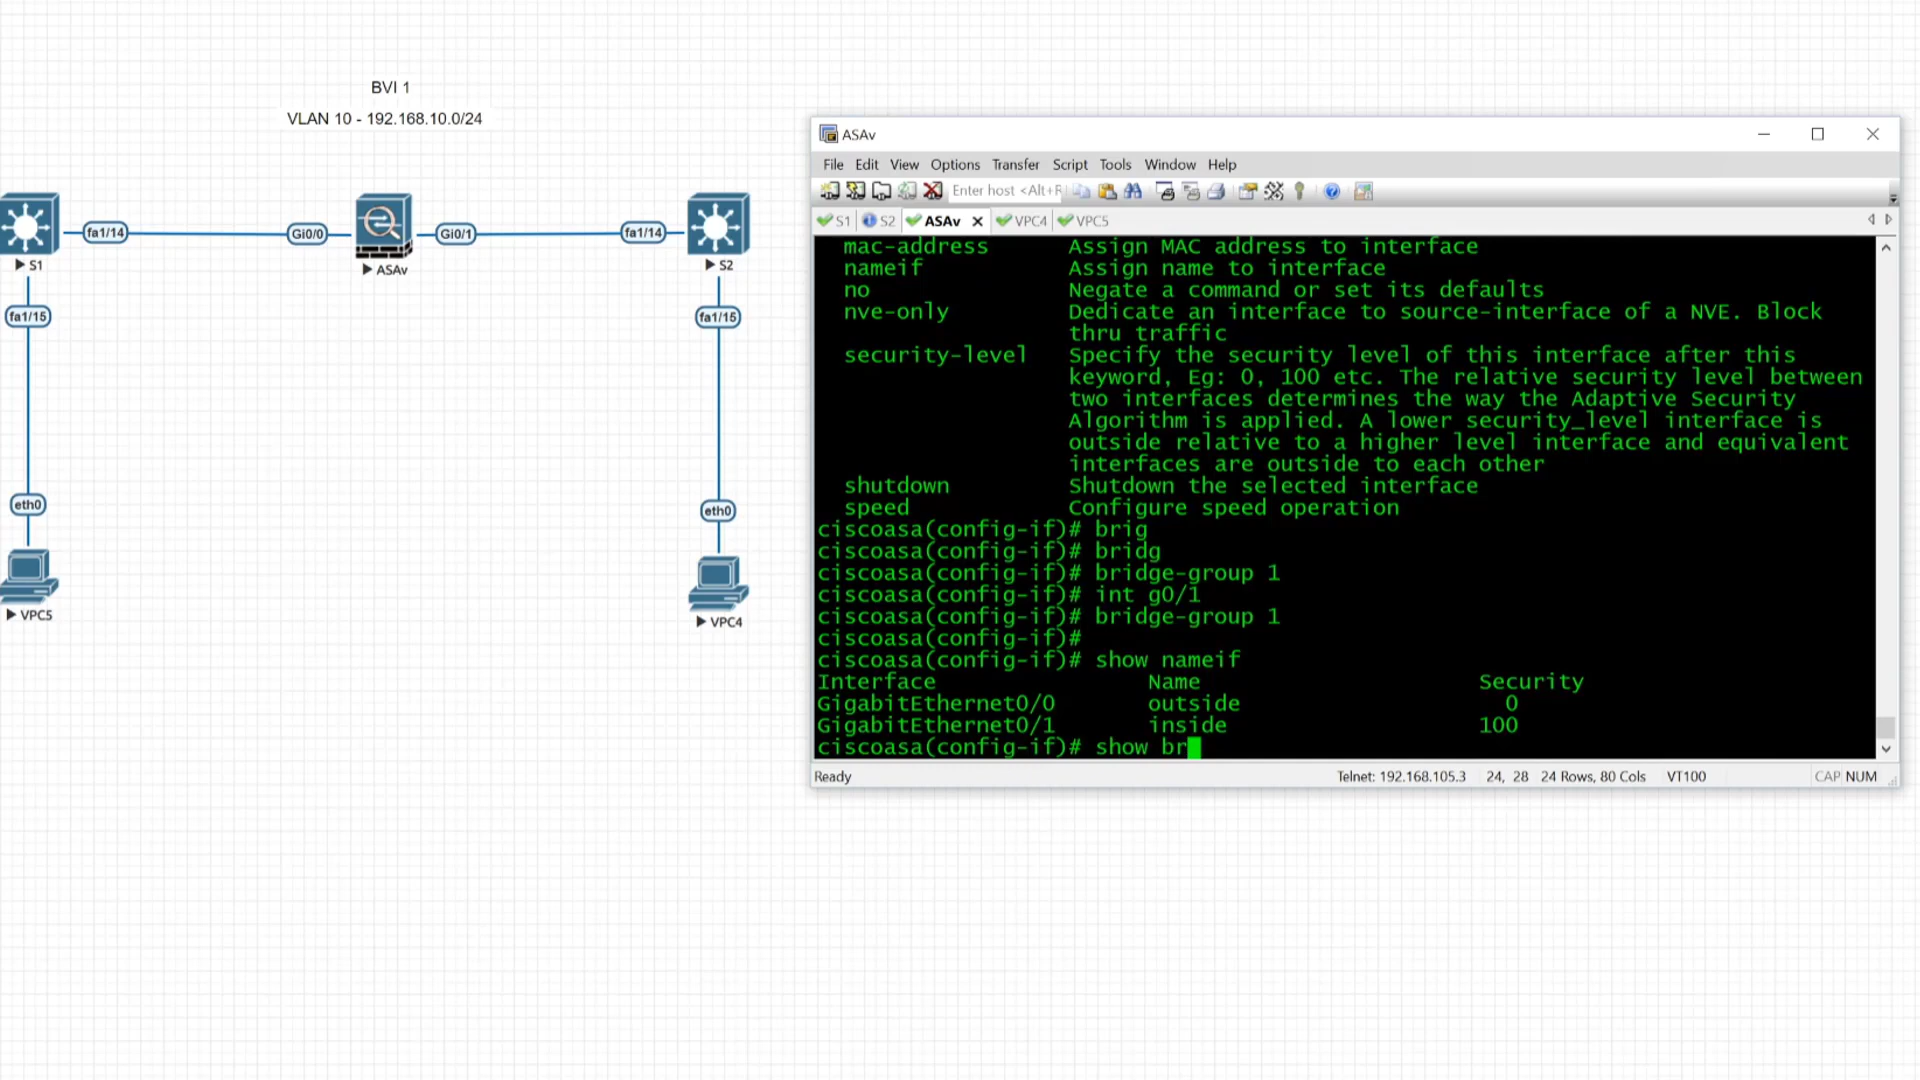 BVI 1
VLAN 10 - 192.168.10.0/24
fa1/14
Gi0/0
Gi0/1
fa1/14
S1
ASAv
S2
fa1/15
fa1/15
eth0
eth0
VPC5
VPC4
ASAv
File Edit View Options Transfer Script Tools Window Help
Enter host <Alt+R
S1 S2 ASAv VPC4 VPC5
mac-address Assign MAC address to interface
nameif Assign name to interface
no Negate a command or set its defaults
nve-only Dedicate an interface to source-interface of a NVE. Block
thru traffic
security-level Specify the security level of this interface after this
keyword, Eg: 0, 100 etc. The relative security level between
two interfaces determines the way the Adaptive Security
Algorithm is applied. A lower security_level interface is
outside relative to a higher level interface and equivalent
interfaces are outside to each other
shutdown Shutdown the selected interface
speed Configure speed operation
ciscoasa(config-if)# brig
ciscoasa(config-if)# bridg
ciscoasa(config-if)# bridge-group 1
ciscoasa(config-if)# int g0/1
ciscoasa(config-if)# bridge-group 1
ciscoasa(config-if)#
ciscoasa(config-if)# show nameif
Interface Name Security
GigabitEthernet0/0 outside 0
GigabitEthernet0/1 inside 100
ciscoasa(config-if)# show br
Ready Telnet: 192.168.105.3 24, 28 24 Rows, 80 Cols VT100 CAP NUM